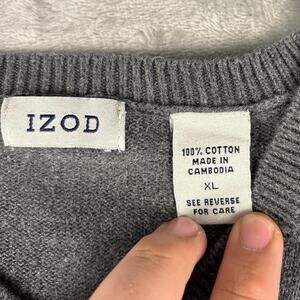 IZOD
100% COTTON
MADE IN
CAMBODIA
XL
SEE REVERSE
FOR CARE